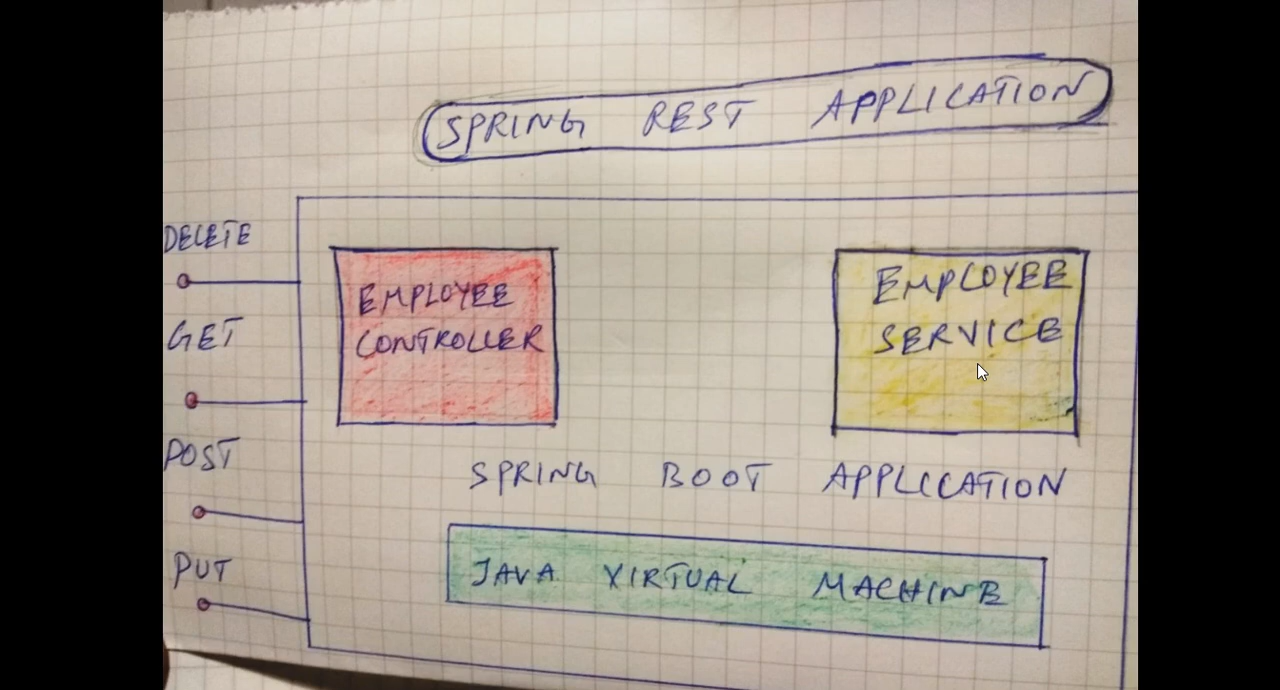 SPRING REST APPLICATION
DELETE
GET
POST
PUT
EMPLOYEE
CONTROLLER
EMPLOYEE
SERVICE
SPRING BOOT APPLICATION
JAVA VIRTUAL MACHINE